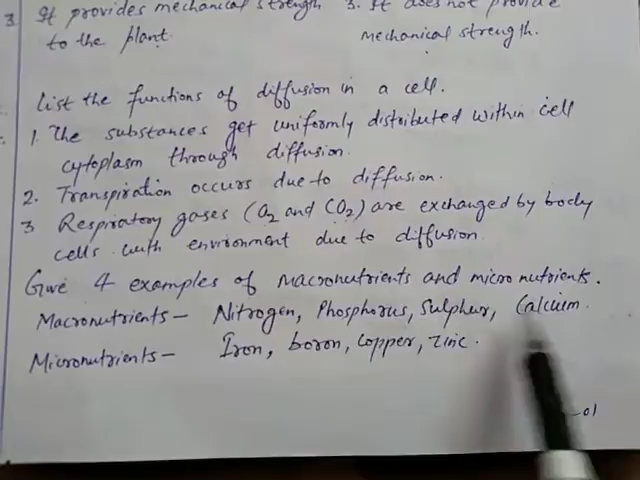 3 It provides mechanical strength 3. It does not provide
to the plant mechanical strength.
List the functions of diffusion in a cell.
1. The substances get uniformly distributed within cell
cytoplasm through diffusion.
2. Transpiration occurs due to diffusion.
3 Respiratory gases (O2 and CO2) are exchanged by body
cells with environment due to diffusion
Give 4 examples of macronutrients and micronutrients.
Macronutrients - Nitrogen, Phosphorus, Sulphur, Calcium.
Micronutrients - Iron, boron, copper, zinc.
-01